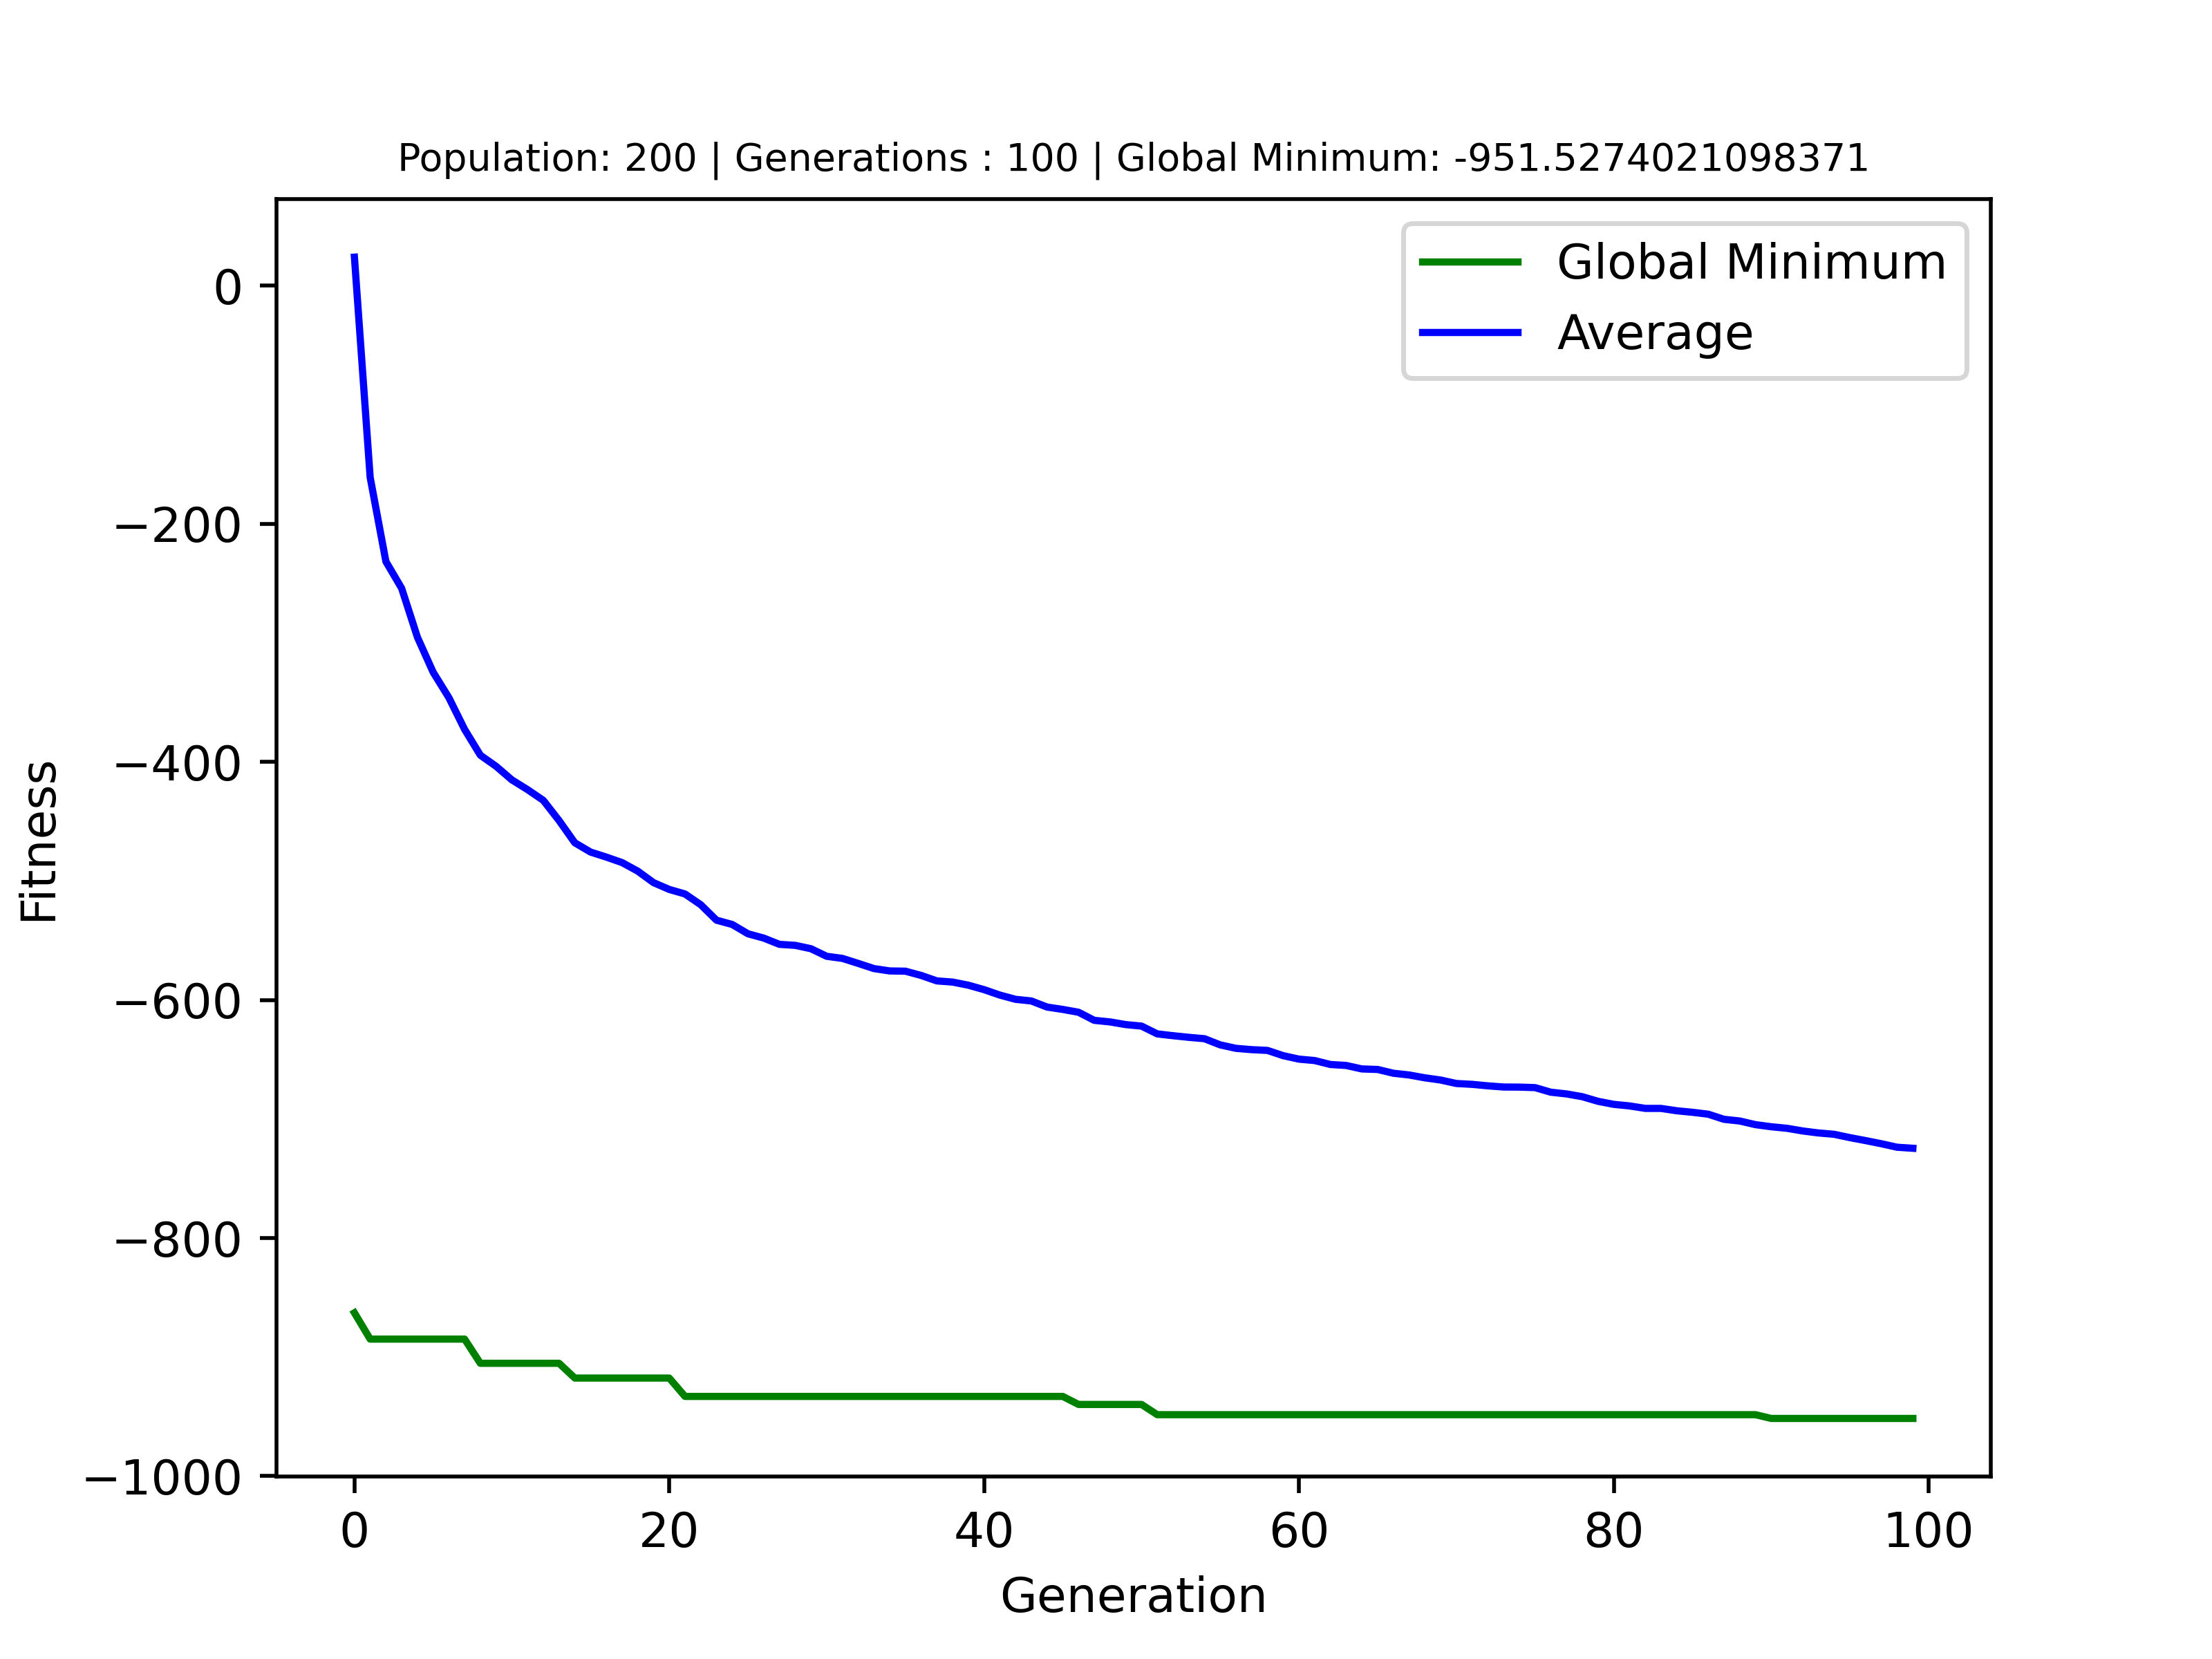 Population: 200 | Generations : 100 | Global Minimum: -951.5274021098371
Global Minimum
Average
0
−200
−400
−600
−800
−1000
Fitness
0 20 40 60 80 100
Generation